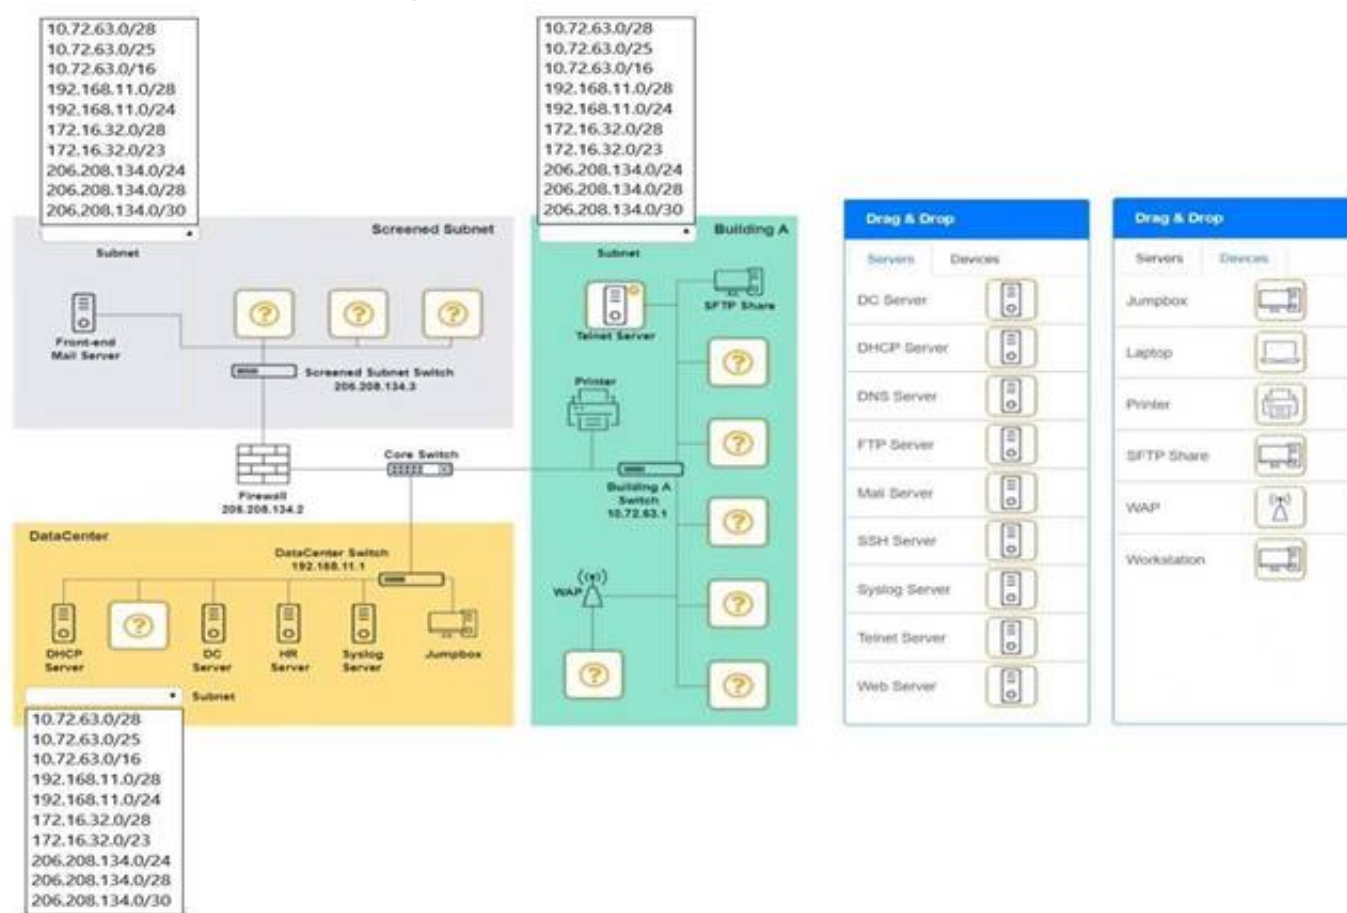 10.72.63.0/28
10.72.63.0/25
10.72.63.0/16
192.168.11.0/28
192.168.11.0/24
172.16.32.0/28
172.16.32.0/23
206.208.134.0/24
206.208.134.0/28
206.208.134.0/30
Subnet
Screened Subnet
Front-end
Mail Server
?
?
?
Screened Subnet Switch
206.208.134.3
Firewall
206.208.134.2
Core Switch
10.72.63.0/28
10.72.63.0/25
10.72.63.0/16
192.168.11.0/28
192.168.11.0/24
172.16.32.0/28
172.16.32.0/23
206.208.134.0/24
206.208.134.0/28
206.208.134.0/30
Subnet
Building A
Telnet Server
SFTP Share
?
Printer
?
Building A
Switch
10.72.63.1
?
WAP
?
?
?
DataCenter
DataCenter Switch
192.168.11.1
DHCP
Server
?
DC
Server
HR
Server
Syslog
Server
Jumpbox
Subnet
10.72.63.0/28
10.72.63.0/25
10.72.63.0/16
192.168.11.0/28
192.168.11.0/24
172.16.32.0/28
172.16.32.0/23
206.208.134.0/24
206.208.134.0/28
206.208.134.0/30
Drag & Drop
Servers Devices
DC Server
DHCP Server
DNS Server
FTP Server
Mail Server
SSH Server
Syslog Server
Telnet Server
Web Server
Drag & Drop
Servers Devices
Jumpbox
Laptop
Printer
SFTP Share
WAP
Workstation